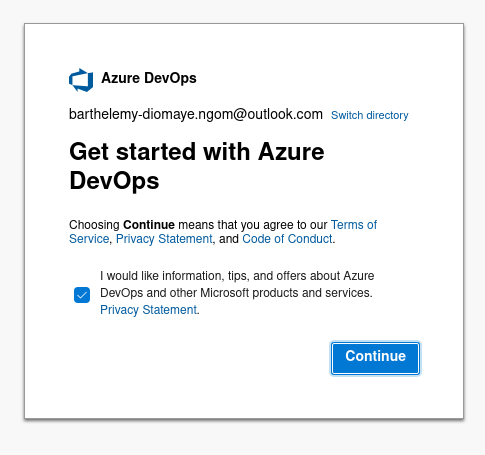 Azure DevOps
barthelemy-diomaye.ngom@outlook.com Switch directory
Get started with Azure
DevOps
Choosing Continue means that you agree to our Terms of
Service, Privacy Statement, and Code of Conduct.
I would like information, tips, and offers about Azure
DevOps and other Microsoft products and services.
Privacy Statement.
Continue